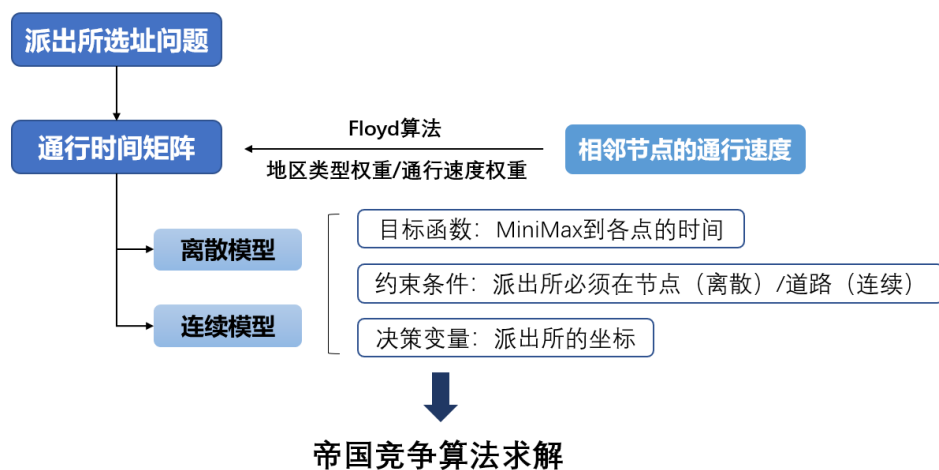 派出所选址问题
通行时间矩阵
Floyd算法
地区类型权重/通行速度权重
相邻节点的通行速度
离散模型
连续模型
目标函数：MiniMax到各点的时间
约束条件：派出所必须在节点（离散）/道路（连续）
决策变量：派出所的坐标
帝国竞争算法求解